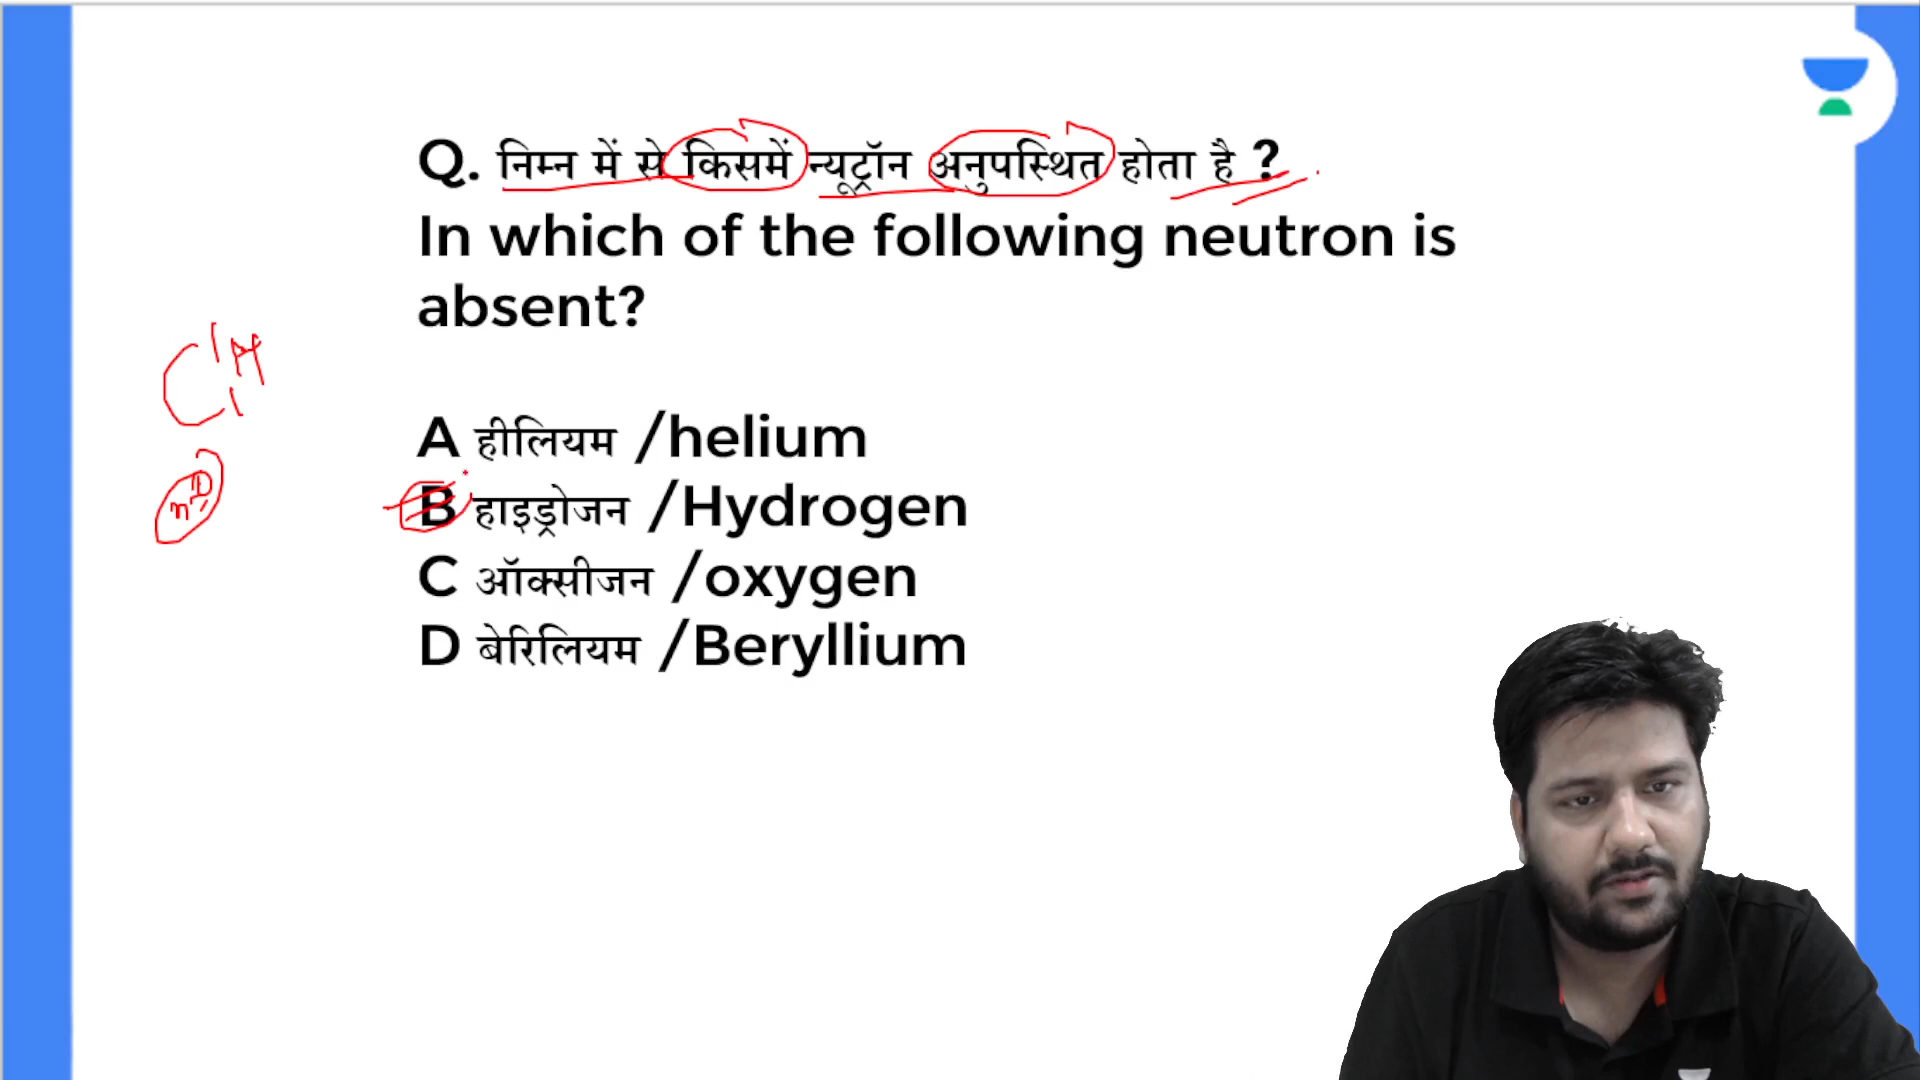 Q. निम्न में से किसमें न्यूट्रॉन अनुपस्थित होता है ?
In which of the following neutron is
absent?
A हीलियम /helium
B हाइड्रोजन /Hydrogen
C ऑक्सीजन /oxygen
D बेरिलियम /Beryllium